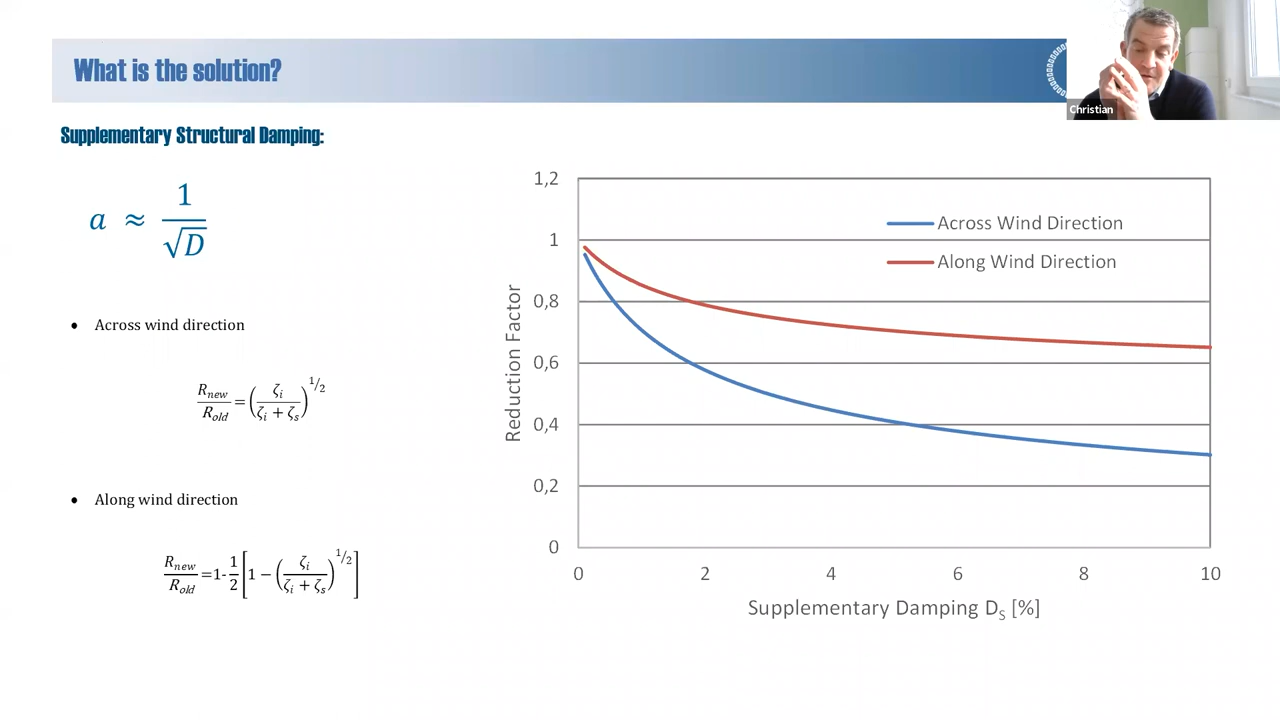 What is the solution?
Christian
Supplementary Structural Damping:
a ≈ 1/√D
• Across wind direction
R_new/R_old = (ζ_i/(ζ_i + ζ_s))^1/2
• Along wind direction
R_new/R_old =1-1/2[1 − (ζ_i/(ζ_i + ζ_s))^1/2]
Reduction Factor
1,2
1
0,8
0,6
0,4
0,2
0
Across Wind Direction
Along Wind Direction
0 2 4 6 8 10
Supplementary Damping D_S [%]